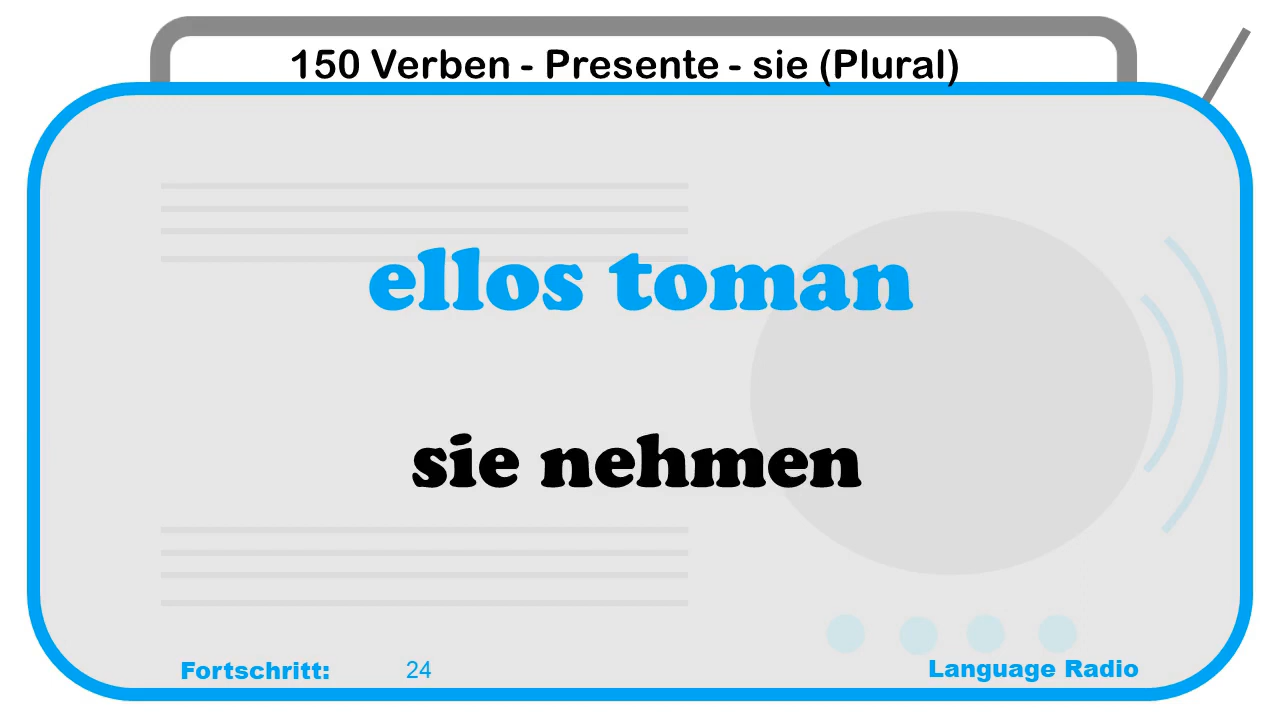 150 Verben - Presente - sie (Plural)
ellos toman
sie nehmen
Fortschritt: 24
Language Radio